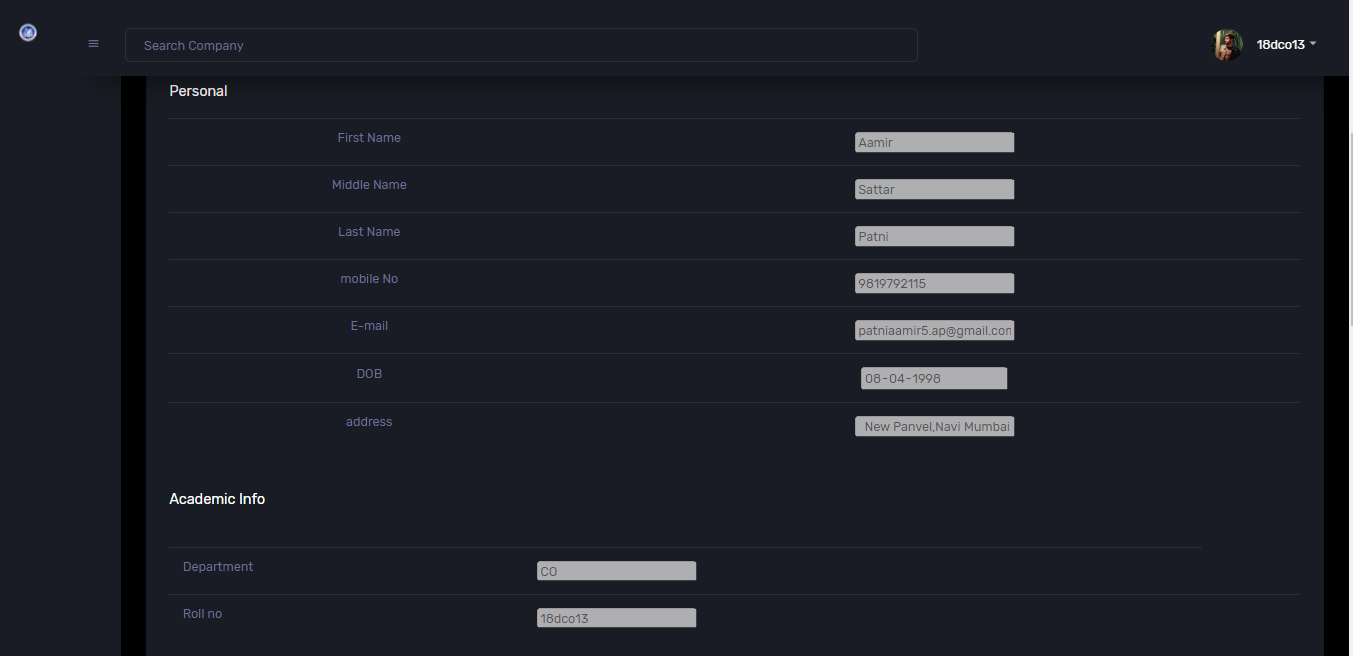 Search Company
18dco13
Personal
First Name Aamir
Middle Name Sattar
Last Name Patni
mobile No 9819792115
E-mail patniaamir5.ap@gmail.con
DOB 08-04-1998
address New Panvel,Navi Mumbai
Academic Info
Department CO
Roll no 18dco13